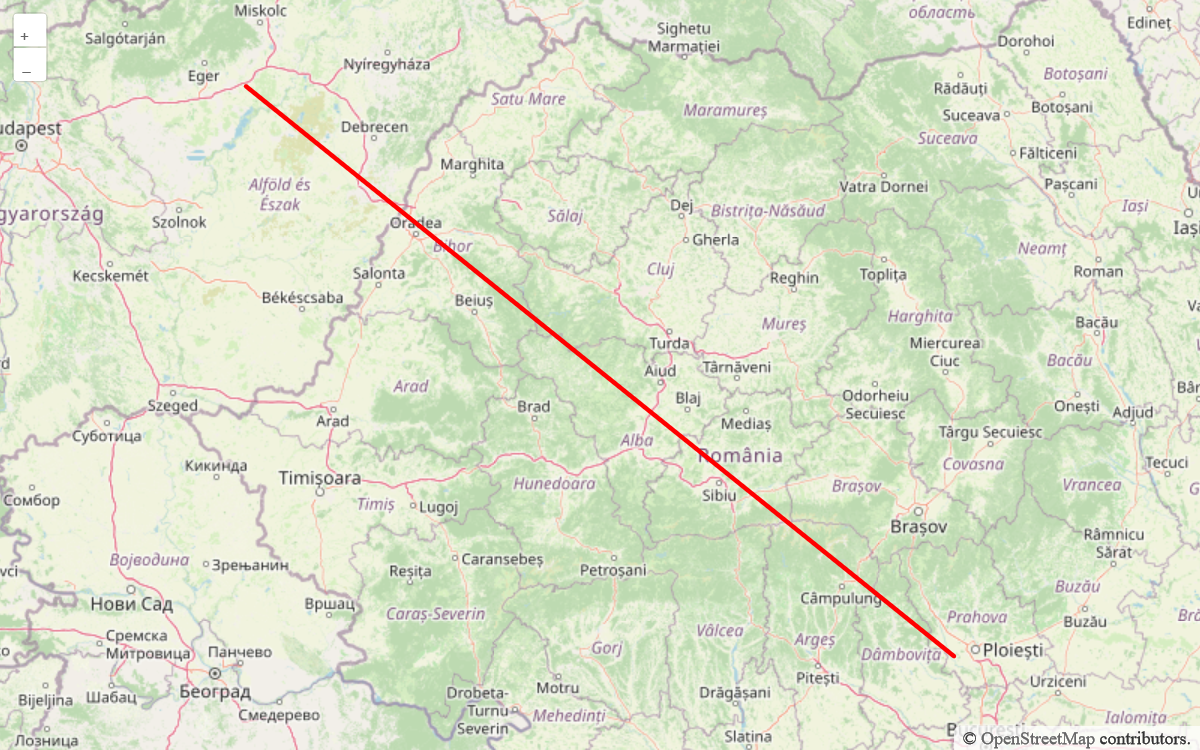 Miskolc
область
Edineț
+
Salgótarján
Sighetu
Marmației
Dorohoi
–
Eger
Nyíregyháza
Botoșani
Satu Mare
Maramureș
Rădăuți
Botoșani
Suceava
udapest
Debrecen
Suceava
Fălticeni
Marghita
Vatra Dornei
Pașcani
Alföld és
Észak
Dej
Bistrița-Năsăud
Iași
gyarország
Szolnok
Oradea
Sălaj
Gherla
Iași
Bihor
Neamț
Kecskemét
Salonta
Cluj
Reghin
Toplița
Roman
Békéscsaba
Beiuș
Mureș
Harghita
Bacău
Turda
Miercurea
Ciuc
Bacău
Aiud
Târnăveni
Arad
Odorheiu
Secuiesc
Szeged
Brad
Blaj
Onești
Adjud
Arad
Mediaș
Суботица
Alba
România
Târgu Secuiesc
Кикинда
Timișoara
Hunedoara
Covasna
Tecuci
Сомбор
Timiș
Lugoj
Sibiu
Brașov
Vrancea
Brașov
Râmnicu
Sărat
Војводина
Зрењанин
Caransebeș
Reșița
Petroșani
Buzău
Нови Сад
Вршац
Caraș-Severin
Câmpulung
Prahova
Buzău
Сремска
Митровица
Панчево
Gorj
Vâlcea
Argeș
Dâmbovița
Ploiești
Bijeljina
Шабац
Београд
Motru
Pitești
Urziceni
Смедерево
Drobeta-
Turnu
Severin
Mehedinți
Drăgășani
Ialomița
Лозница
Slatina
București
© OpenStreetMap contributors.